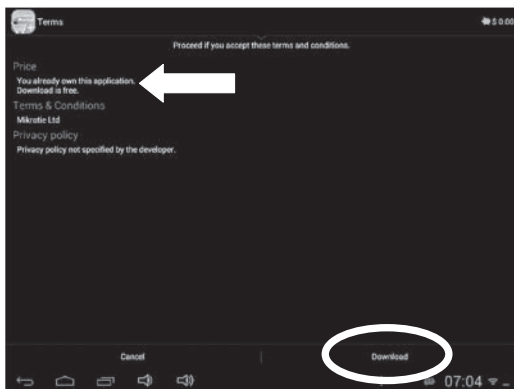 Terms
$ 0.00
Proceed if you accept these terms and conditions.
Price
You already own this application.
Download is free.
Terms & Conditions
Mikrotie Ltd
Privacy policy
Privacy policy not specified by the developer.
Cancel
Download
07:04